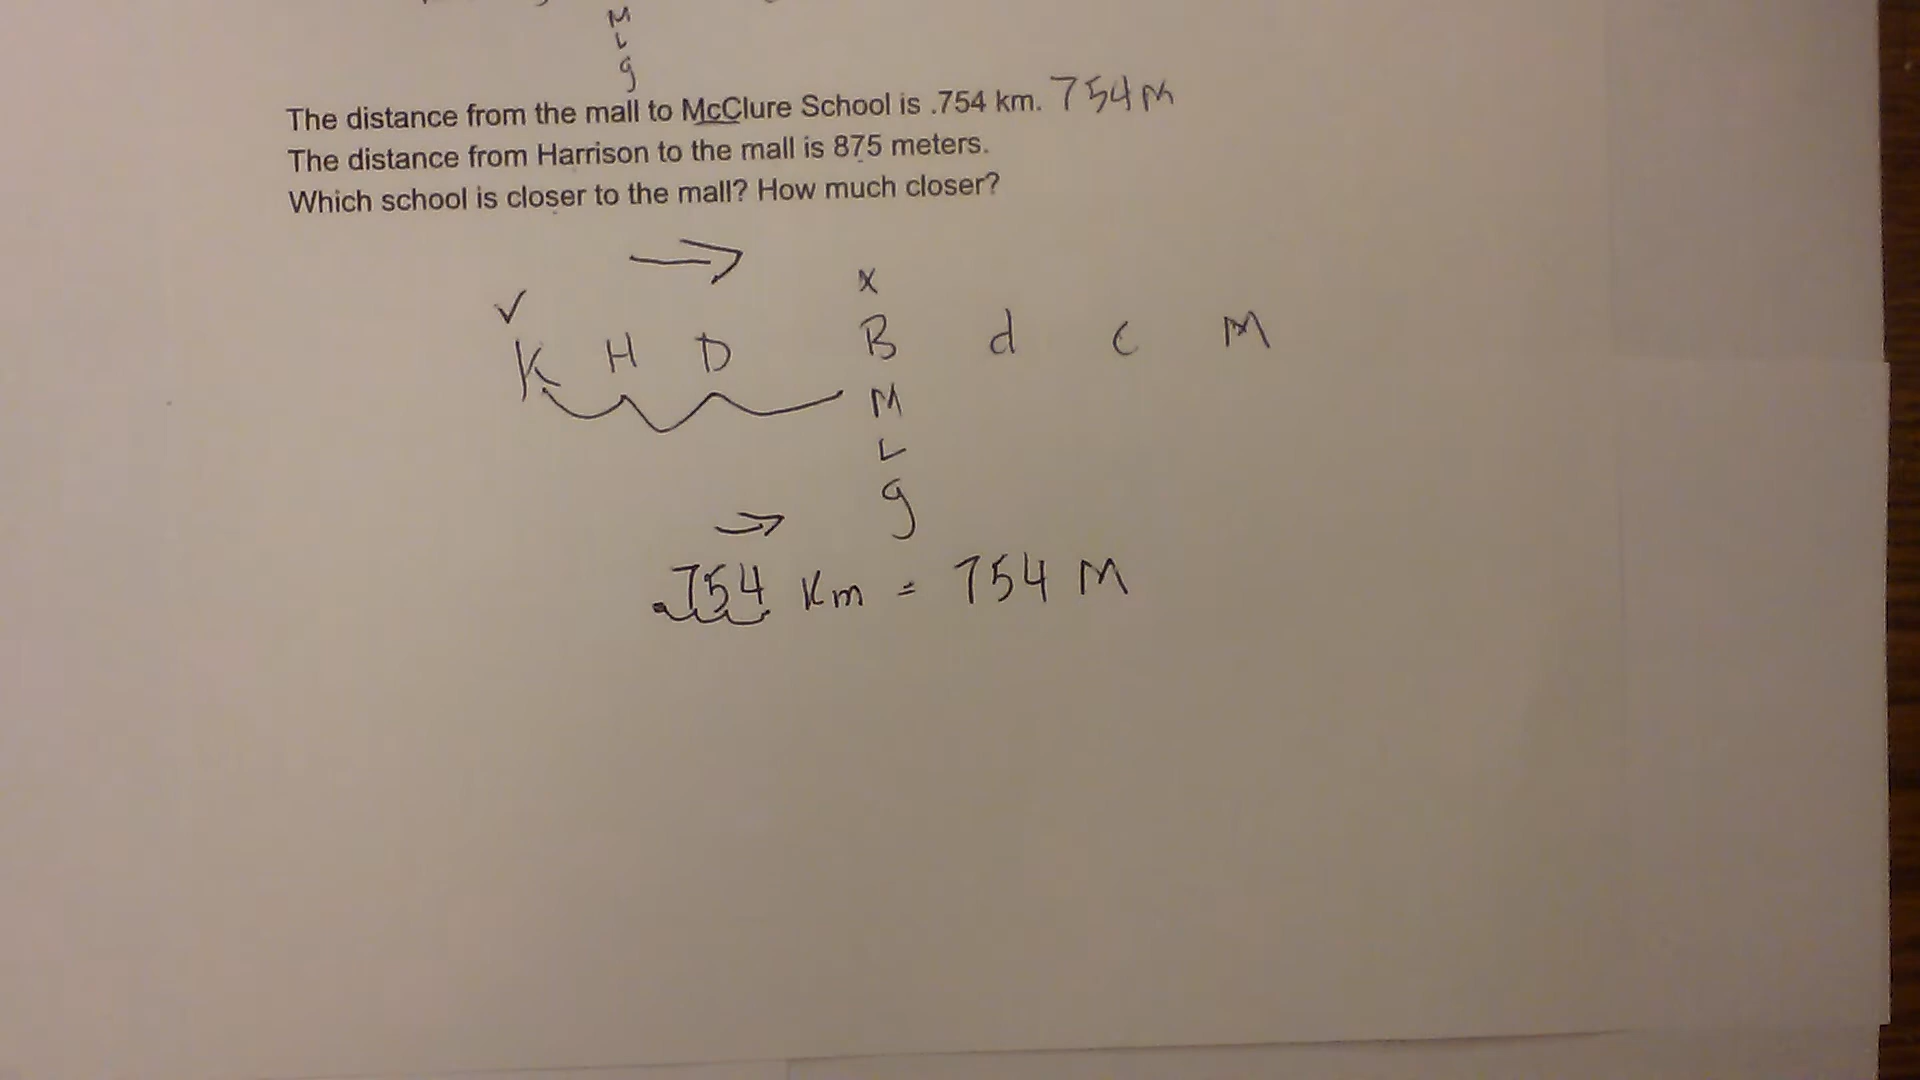 M
L
g
The distance from the mall to McClure School is .754 km. 754 M
The distance from Harrison to the mall is 875 meters.
Which school is closer to the mall? How much closer?
x
K H D B d c M
M
L
g
.754 Km = 754 M